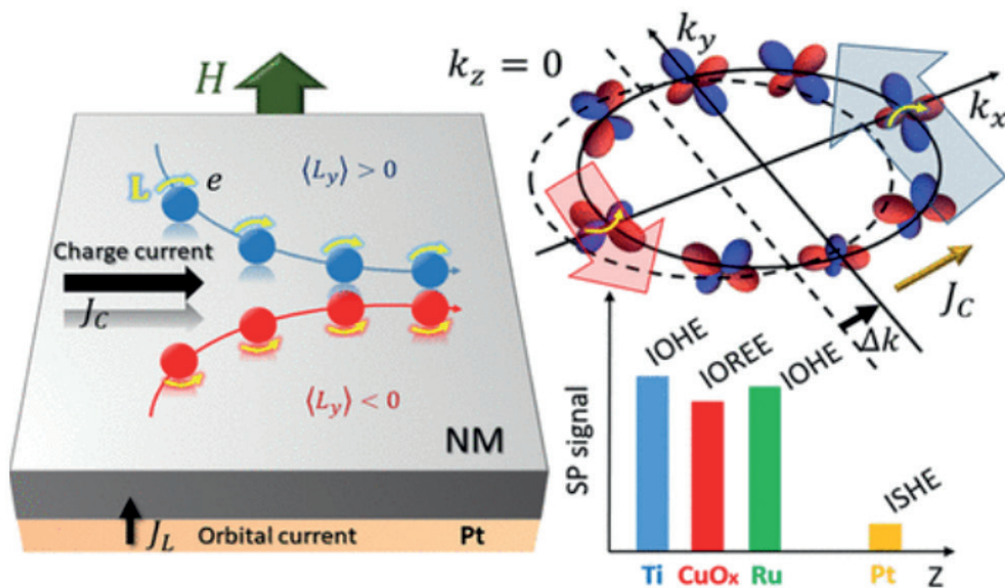 H
L
e
⟨L_y⟩ > 0
Charge current
J_C
⟨L_y⟩ < 0
NM
J_L
Orbital current
Pt
k_z = 0
k_y
k_x
J_C
Δk
SP signal
IOHE
IOREE
IOHE
ISHE
Ti
CuOₓ
Ru
Pt
Z